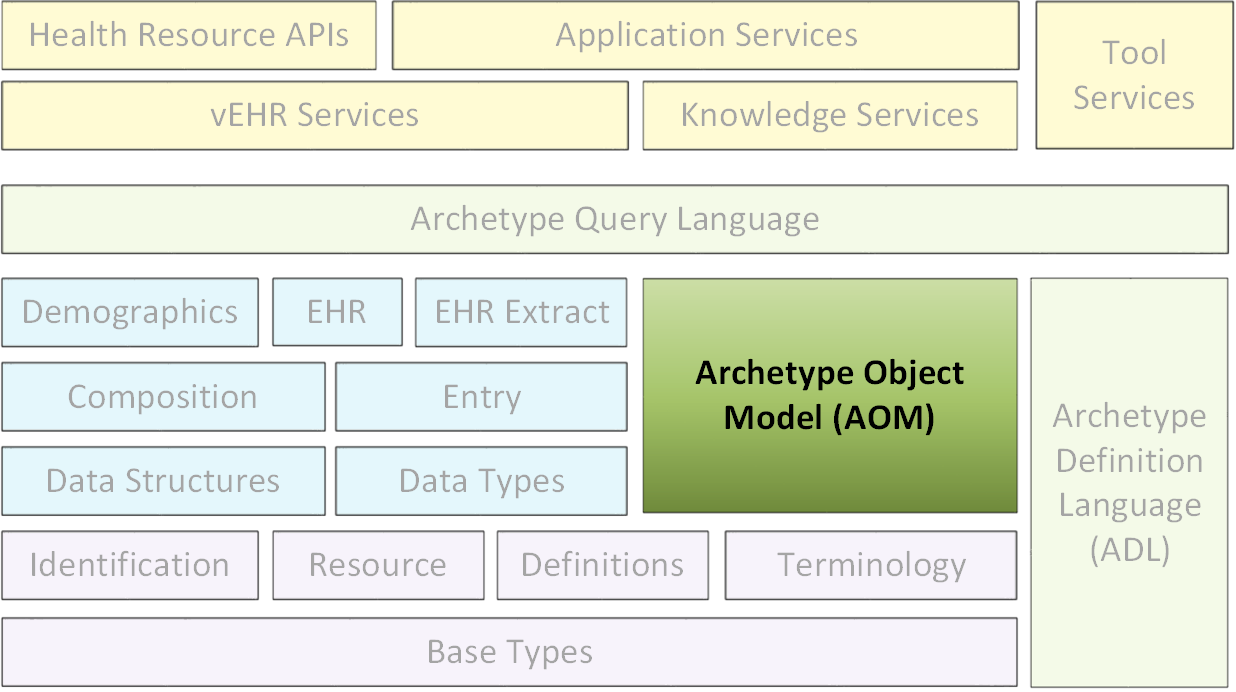 Health Resource APIs
Application Services
Tool
Services
vEHR Services
Knowledge Services
Archetype Query Language
Demographics
EHR
EHR Extract
Archetype Object
Model (AOM)
Composition
Entry
Archetype
Definition
Language
(ADL)
Data Structures
Data Types
Identification
Resource
Definitions
Terminology
Base Types